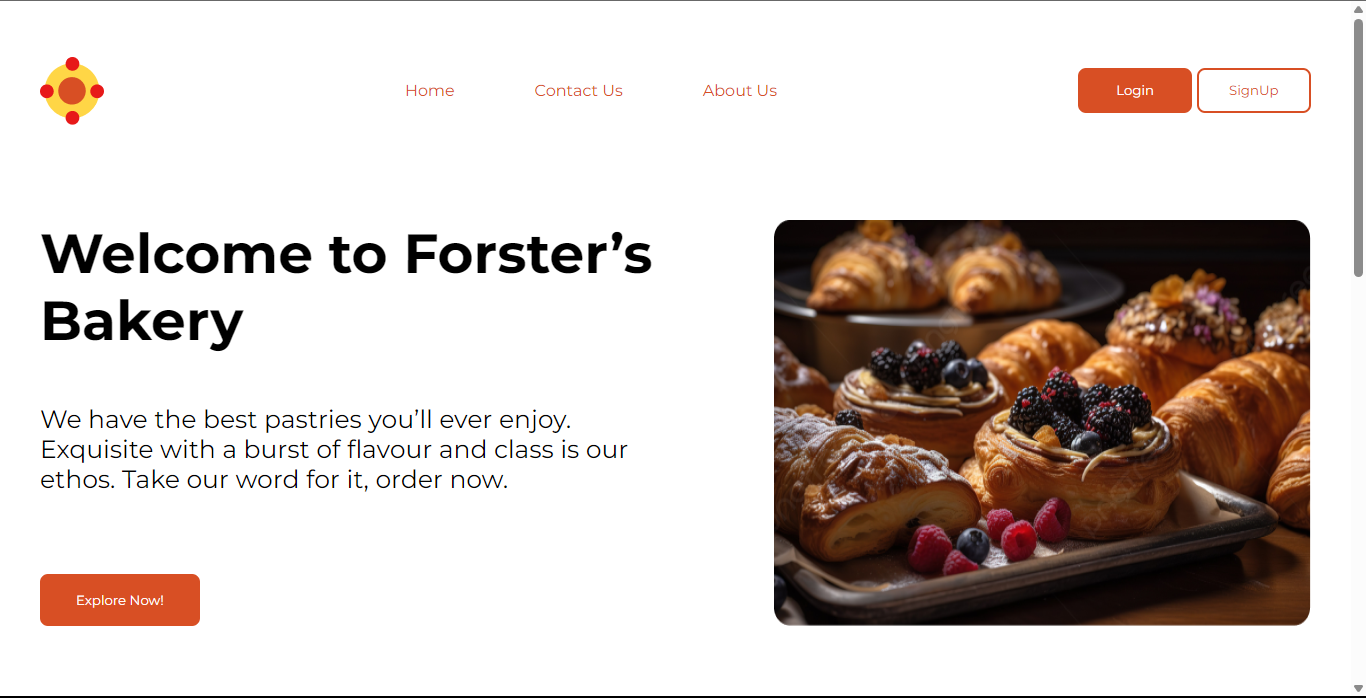 Home
Contact Us
About Us
Login
SignUp
Welcome to Forster’s
Bakery
We have the best pastries you’ll ever enjoy.
Exquisite with a burst of flavour and class is our
ethos. Take our word for it, order now.
Explore Now!